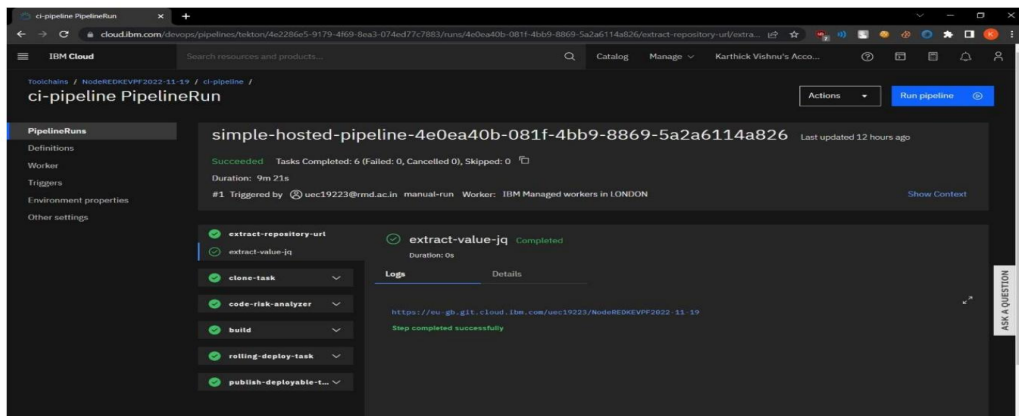 ci-pipeline PipelineRun
cloud.ibm.com/devops/pipelines/tekton/4e2286e5-9179-4f69-8ea3-074ed77c7883/runs/4e0ea40b-081f-4bb9-8869-5a2a6114a826/extract-repository-url/extra...
IBM Cloud
Search resources and products...
Catalog
Manage
Karthick Vishnu's Acco...
Toolchains / NodeREDKEVPF2022-11-19 / ci-pipeline /
ci-pipeline PipelineRun
Actions
Run pipeline
PipelineRuns
Definitions
Worker
Triggers
Environment properties
Other settings
simple-hosted-pipeline-4e0ea40b-081f-4bb9-8869-5a2a6114a826 Last updated 12 hours ago
Succeeded Tasks Completed: 6 (Failed: 0, Cancelled 0), Skipped: 0
Duration: 9m 21s
#1 Triggered by uec19223@rmd.ac.in manual-run Worker: IBM Managed workers in LONDON
Show Context
extract-repository-url
extract-value-jq
clone-task
code-risk-analyzer
build
rolling-deploy-task
publish-deployable-t...
extract-value-jq Completed
Duration: 0s
Logs
Details
https://eu-gb.git.cloud.ibm.com/uec19223/NodeREDKEVPF2022-11-19
Step completed successfully
ASK A QUESTION